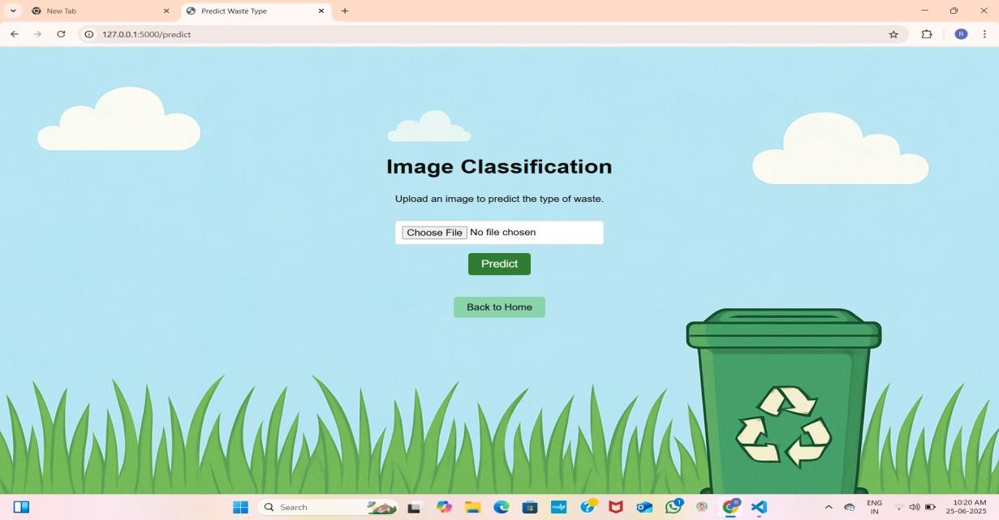 New Tab
Predict Waste Type
127.0.0.1:5000/predict
R
Image Classification
Upload an image to predict the type of waste.
Choose File No file chosen
Predict
Back to Home
Search
myhp
1
ENG
IN
10:20 AM
25-06-2025